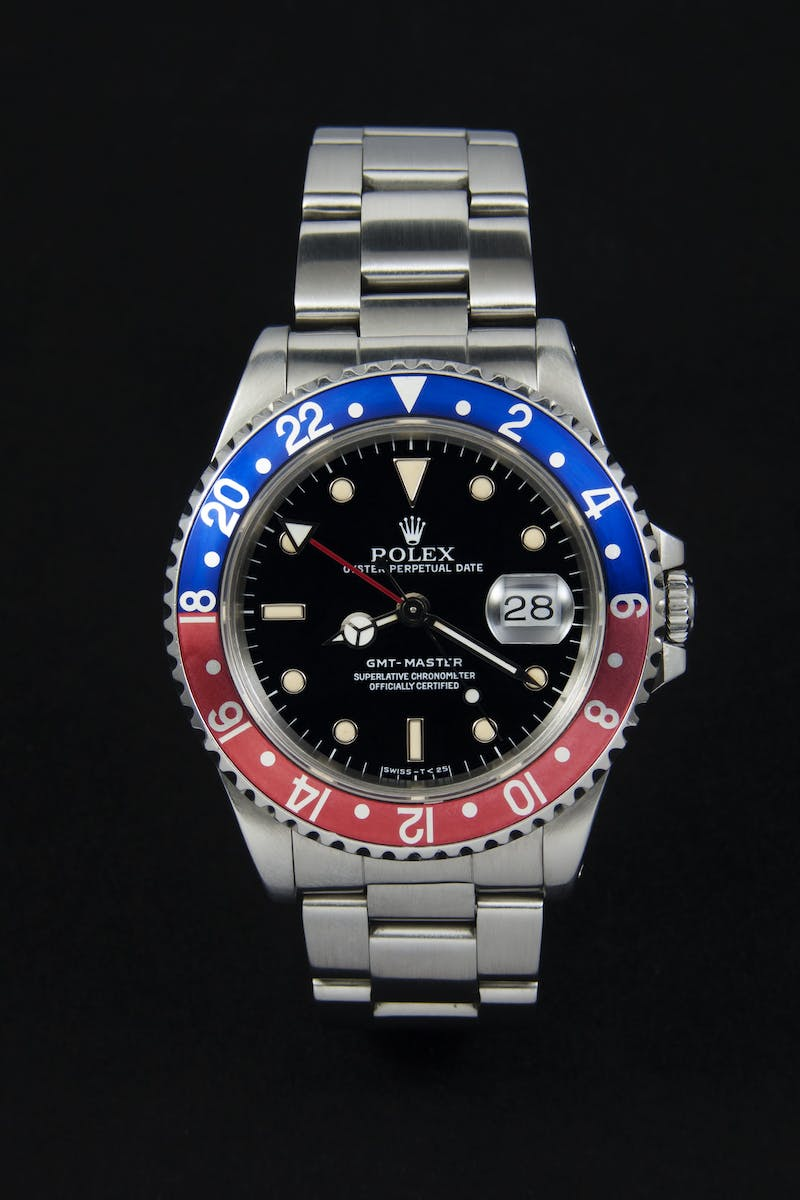 22 2
20 4
ROLEX
OYSTER PERPETUAL DATE
18 28 6
GMT-MASTER
SUPERLATIVE CHRONOMETER
OFFICIALLY CERTIFIED
16 8
SWISS-T<25
14 12 10